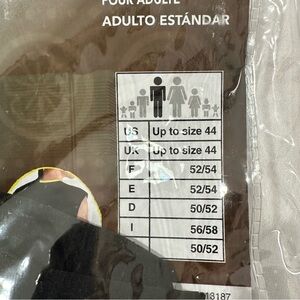 POUR ADULTE
ADULTO ESTÁNDAR
US Up to size 44
UK Up to size 44
F 52/54
E 52/54
D 50/52
I 56/58
50/52
18187